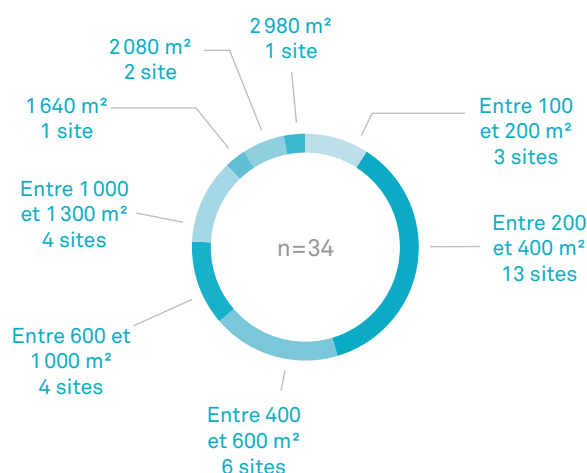 2 980 m²
1 site
2 080 m²
2 site
1 640 m²
1 site
Entre 100
et 200 m²
3 sites
Entre 1 000
et 1 300 m²
4 sites
Entre 200
et 400 m²
13 sites
n=34
Entre 600 et
1 000 m²
4 sites
Entre 400
et 600 m²
6 sites